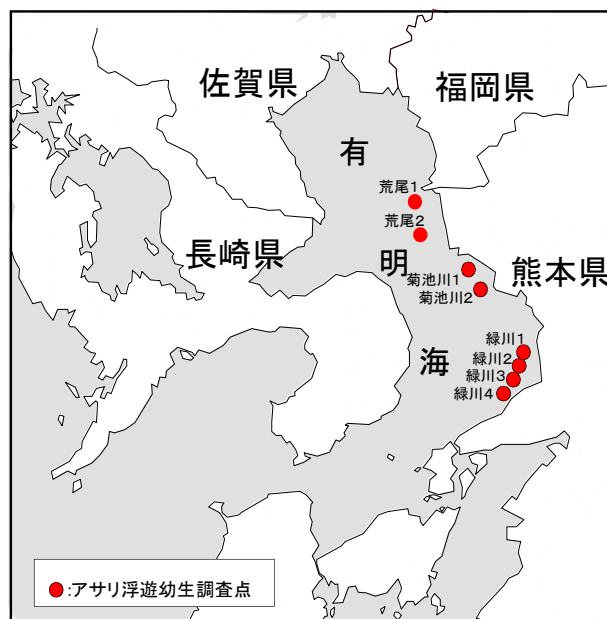 佐賀県
福岡県
有
荒尾1
荒尾2
長崎県
明
熊本県
菊池川1
菊池川2
緑川1
緑川2
海
緑川3
緑川4
:アサリ浮遊幼生調査点